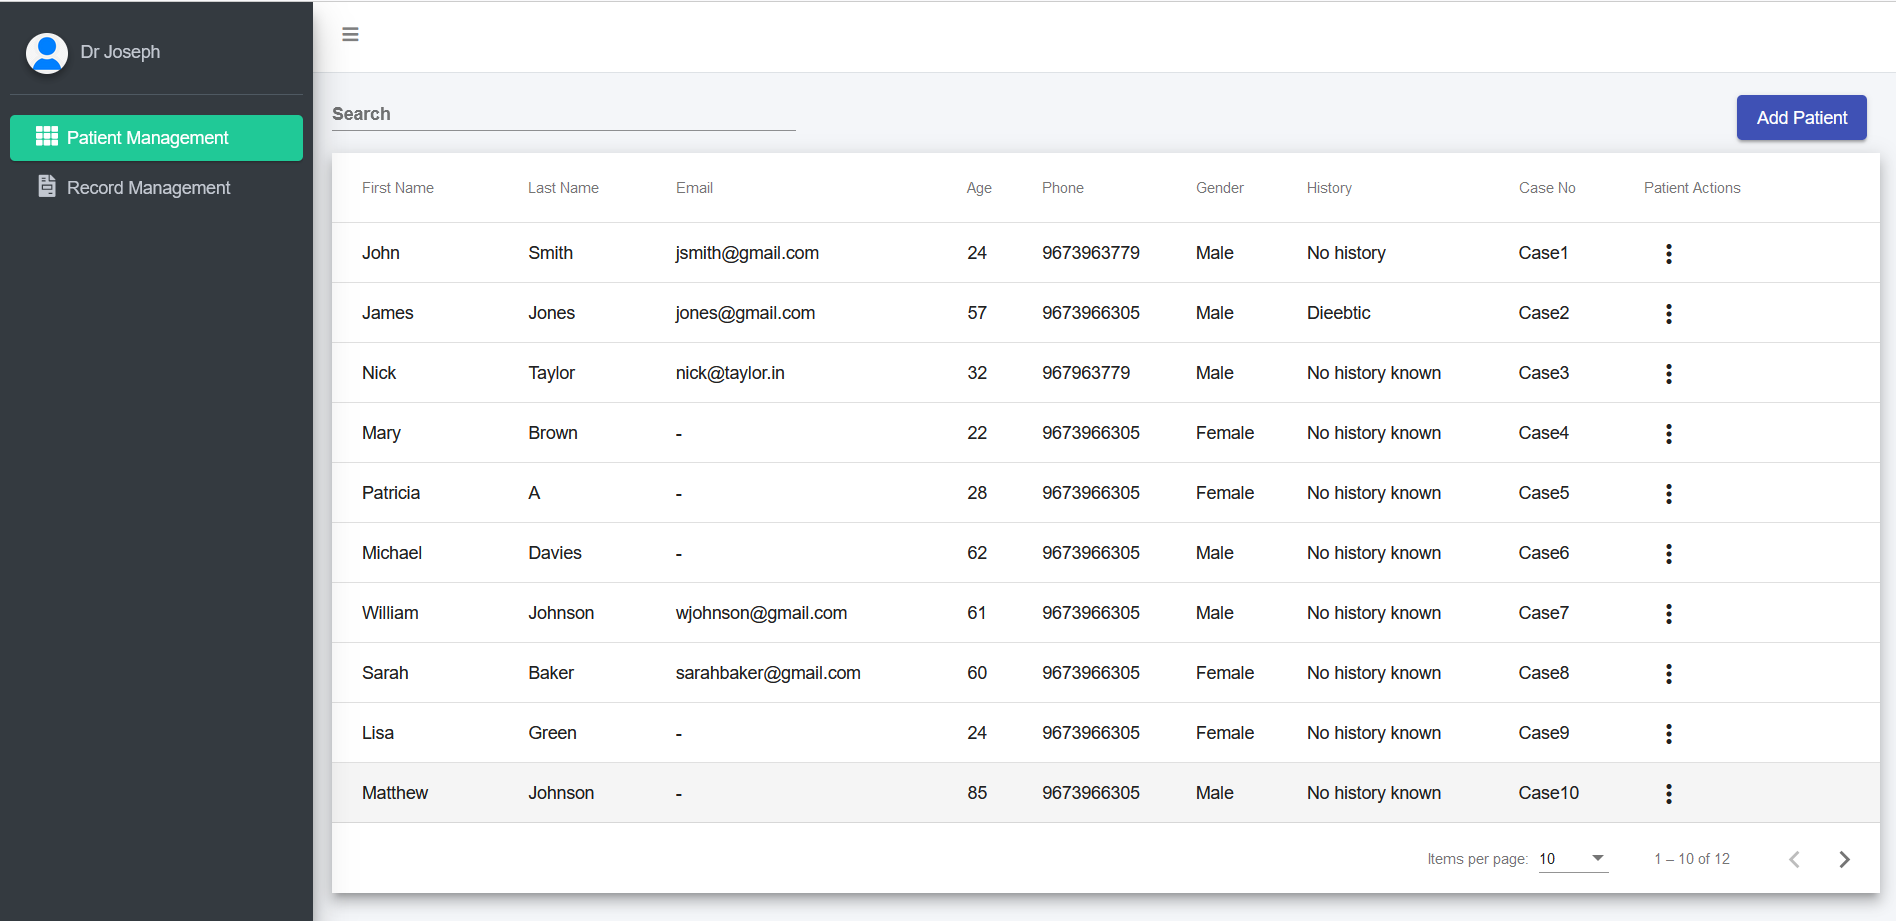 Dr Joseph
Patient Management
Record Management
Search
Add Patient
First Name Last Name Email Age Phone Gender History Case No Patient Actions
John Smith jsmith@gmail.com 24 9673963779 Male No history Case1
James Jones jones@gmail.com 57 9673966305 Male Dieebtic Case2
Nick Taylor nick@taylor.in 32 967963779 Male No history known Case3
Mary Brown - 22 9673966305 Female No history known Case4
Patricia A - 28 9673966305 Female No history known Case5
Michael Davies - 62 9673966305 Male No history known Case6
William Johnson wjohnson@gmail.com 61 9673966305 Male No history known Case7
Sarah Baker sarahbaker@gmail.com 60 9673966305 Female No history known Case8
Lisa Green - 24 9673966305 Female No history known Case9
Matthew Johnson - 85 9673966305 Male No history known Case10
Items per page: 10 1 – 10 of 12